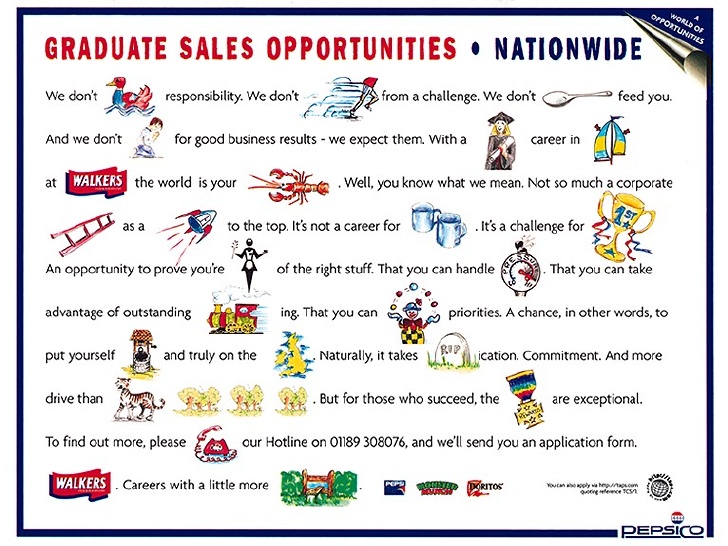 A
WORLD OF
OPPORTUNITIES
GRADUATE SALES OPPORTUNITIES • NATIONWIDE
We don't responsibility. We don't from a challenge. We don't feed you.
And we don't for good business results - we expect them. With a career in
at WALKERS the world is your . Well, you know what we mean. Not so much a corporate
as a to the top. It's not a career for . It's a challenge for 1ST
An opportunity to prove you're of the right stuff. That you can handle PRESSURE . That you can take
advantage of outstanding ing. That you can priorities. A chance, in other words, to
put yourself and truly on the . Naturally, it takes RIP ication. Commitment. And more
drive than . But for those who succeed, the REWARD are exceptional.
To find out more, please our Hotline on 01189 308076, and we'll send you an application form.
WALKERS . Careers with a little more . PEPSI MONSTER MUNCH DORITOS
You can also apply via http://taps.com
quoting reference TCS/1.
PEPSICO